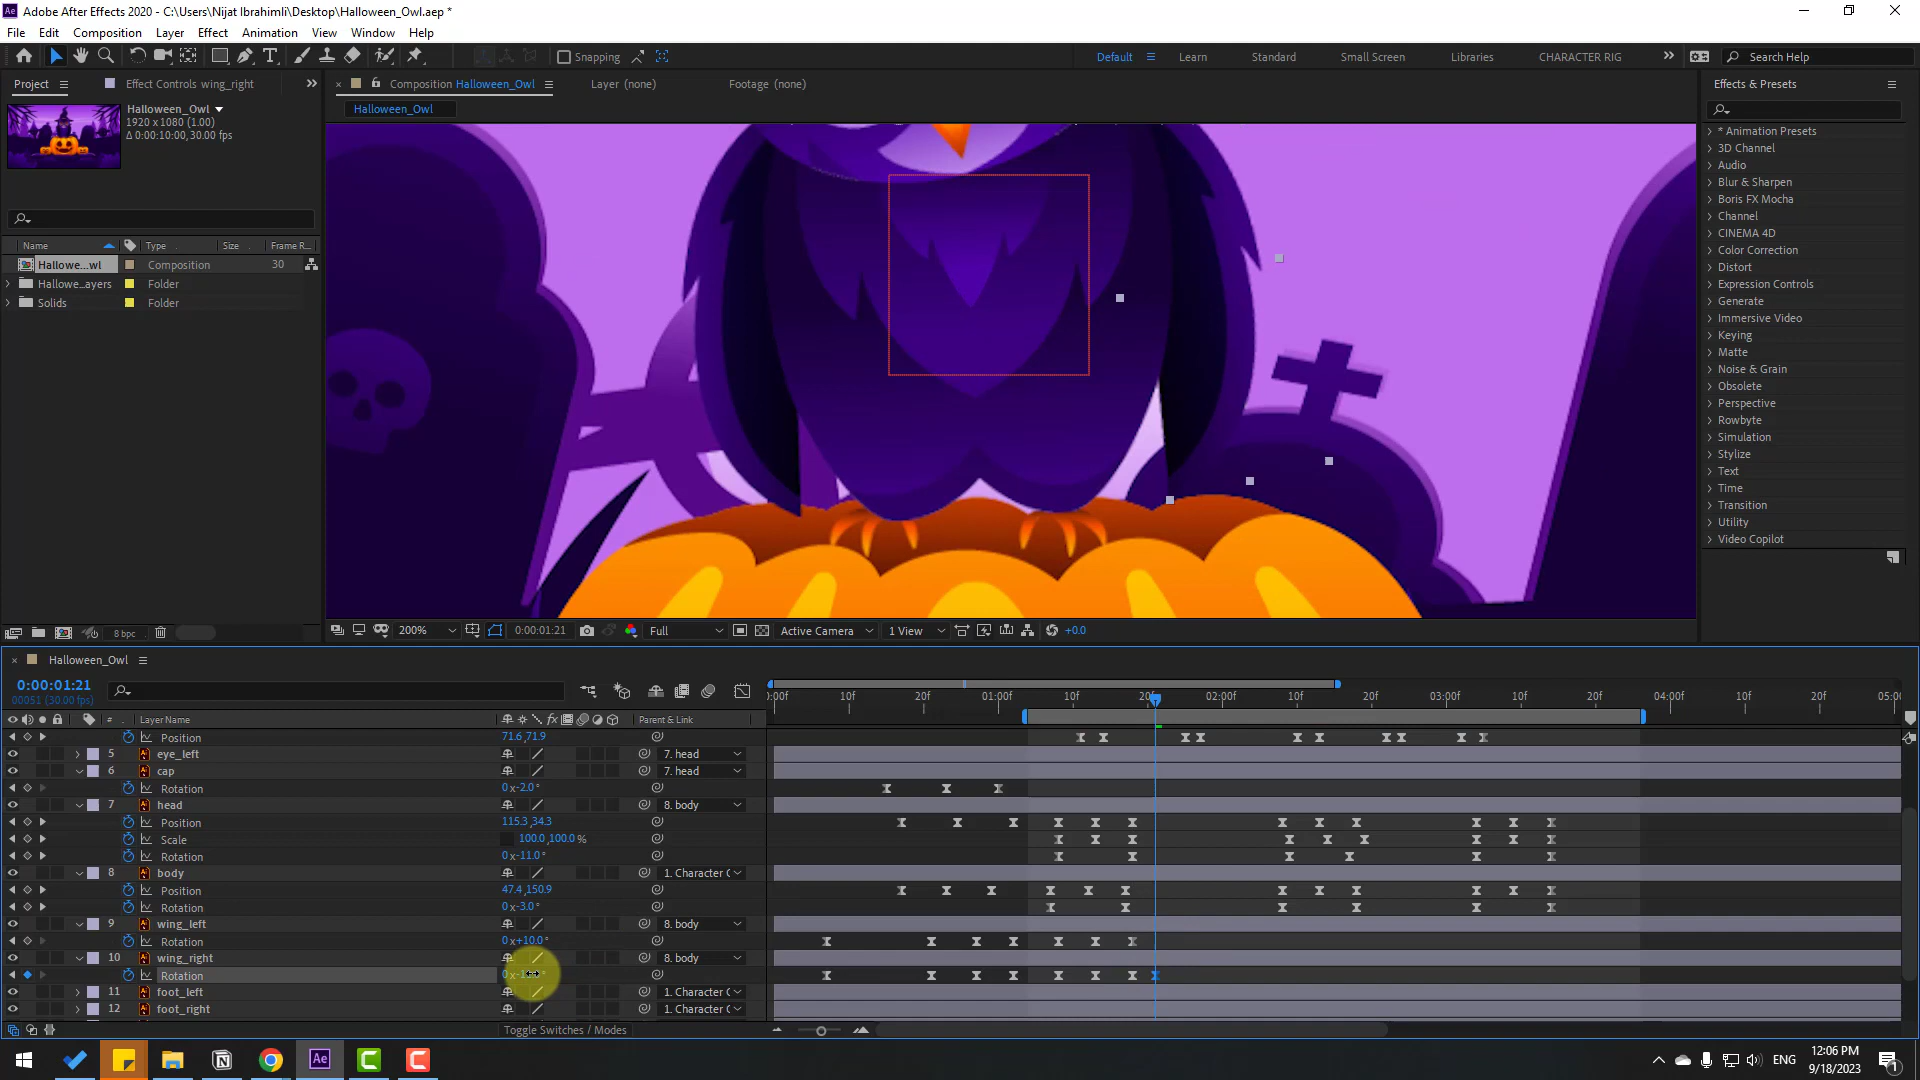 Adobe After Effects 2020 - C:\Users\Nijat Ibrahimli\Desktop\Halloween_Owl.aep *
File Edit Composition Layer Effect Animation View Window Help
Snapping Default Learn Standard Small Screen Libraries CHARACTER RIG Search Help
Project Effect Controls wing_right Composition Halloween_Owl Layer (none) Footage (none) Effects & Presets
Halloween_Owl
Halloween_Owl
1920 x 1080 (1.00)
Δ 0:00:10:00, 30.00 fps
Name Type Size Frame R...
Hallowe...wl Composition 30
Hallowe..ayers Folder
Solids Folder
8 bpc
* Animation Presets
3D Channel
Audio
Blur & Sharpen
Boris FX Mocha
Channel
CINEMA 4D
Color Correction
Distort
Expression Controls
Generate
Immersive Video
Keying
Matte
Noise & Grain
Obsolete
Perspective
Rowbyte
Simulation
Stylize
Text
Time
Transition
Utility
Video Copilot
200% 0:00:01:21 Full Active Camera 1 View +0.0
Halloween_Owl
0:00:01:21
00051 (30.00 fps)
):00f 10f 20f 01:00f 10f 20f 02:00f 10f 20f 03:00f 10f 20f 04:00f 10f 20f 05:00
# Layer Name fx Parent & Link
Position 71.6,71.9
5 eye_left 7. head
6 cap 7. head
Rotation 0x-2.0°
7 head 8. body
Position 115.3,34.3
Scale 100.0,100.0%
Rotation 0x-11.0°
8 body 1. Character C
Position 47.4,150.9
Rotation 0x-3.0°
9 wing_left 8. body
Rotation 0x+10.0°
10 wing_right 8. body
Rotation
11 foot_left 1. Character C
12 foot_right 1. Character C
Toggle Switches / Modes
Ae ENG 12:06 PM
9/18/2023 1